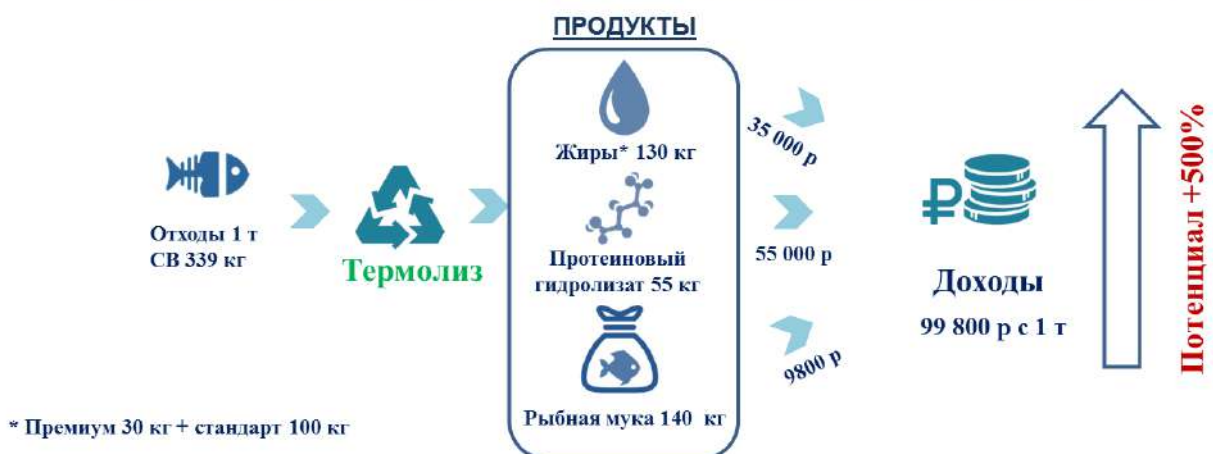 ПРОДУКТЫ
Отходы 1 т
СВ 339 кг
Термолиз
Жиры* 130 кг
Протеиновый
гидролизат 55 кг
Рыбная мука 140 кг
35 000 р
55 000 р
9800 р
Доходы
99 800 р с 1 т
Потенциал +500%
* Премиум 30 кг + стандарт 100 кг